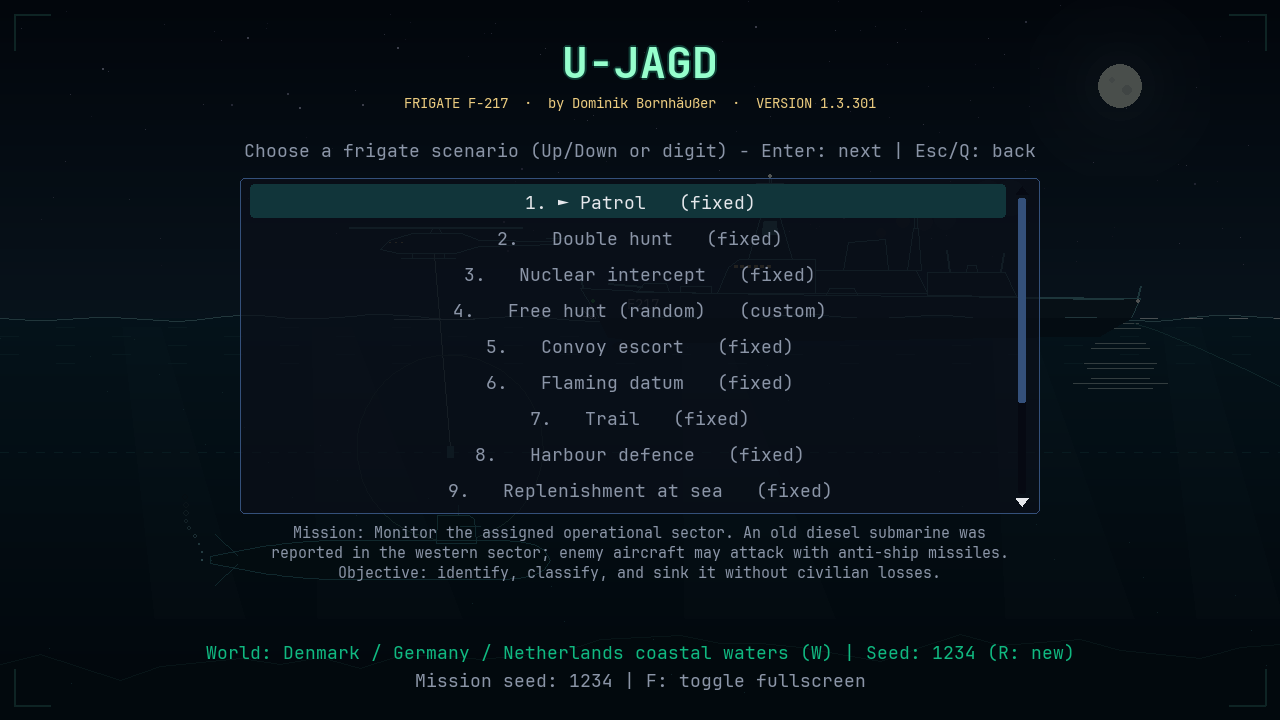 U-JAGD
FRIGATE F-217 · by Dominik Bornhäußer · VERSION 1.3.301
Choose a frigate scenario (Up/Down or digit) - Enter: next | Esc/Q: back
1. ► Patrol (fixed)
2. Double hunt (fixed)
3. Nuclear intercept (fixed)
4. Free hunt (random) (custom)
5. Convoy escort (fixed)
6. Flaming datum (fixed)
7. Trail (fixed)
8. Harbour defence (fixed)
9. Replenishment at sea (fixed)
Mission: Monitor the assigned operational sector. An old diesel submarine was
reported in the western sector; enemy aircraft may attack with anti-ship missiles.
Objective: identify, classify, and sink it without civilian losses.
World: Denmark / Germany / Netherlands coastal waters (W) | Seed: 1234 (R: new)
Mission seed: 1234 | F: toggle fullscreen